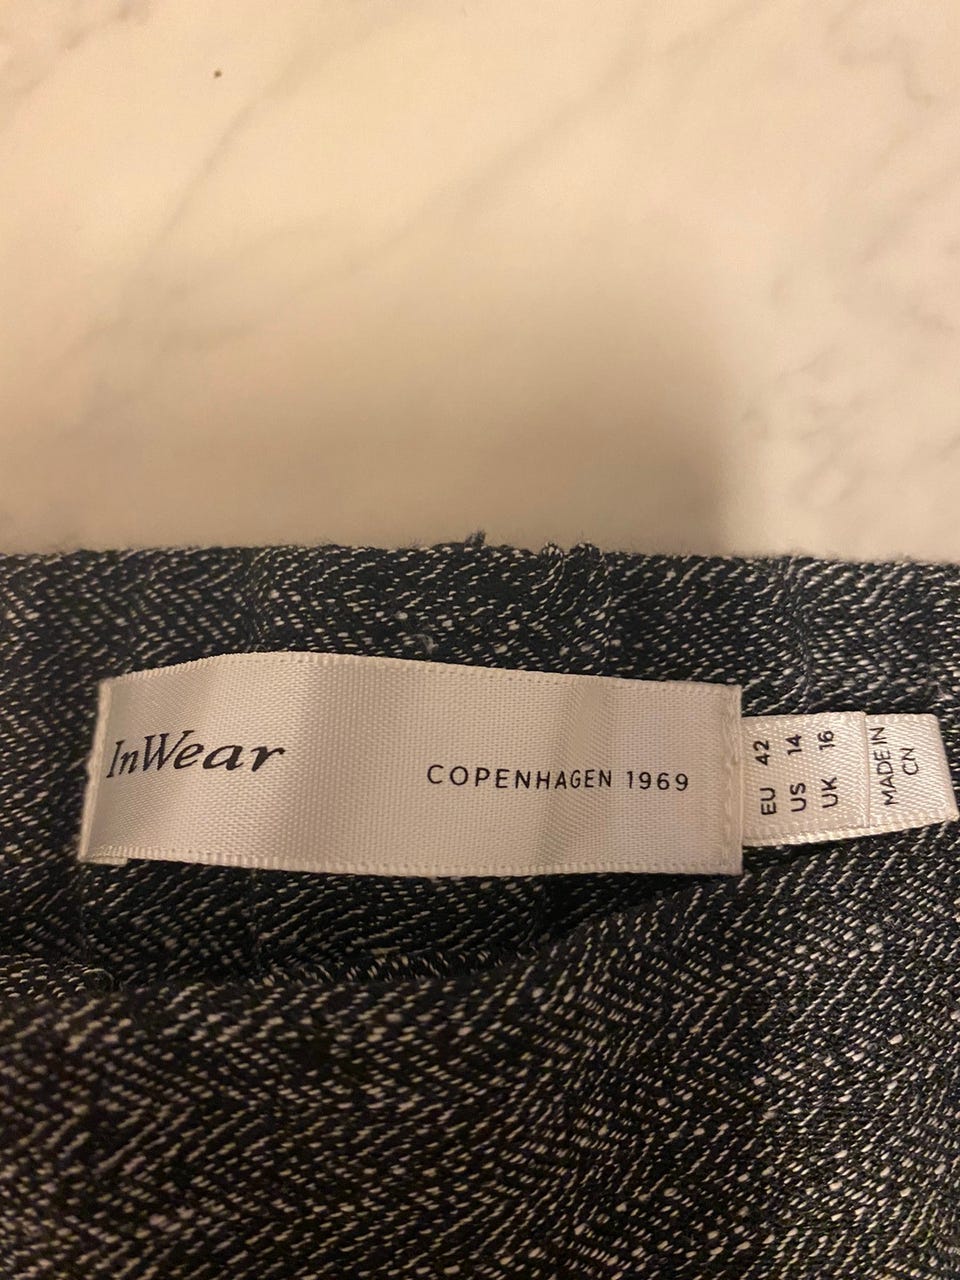 InWear
COPENHAGEN 1969
EU 42
US 14
UK 16
MADE IN
CN